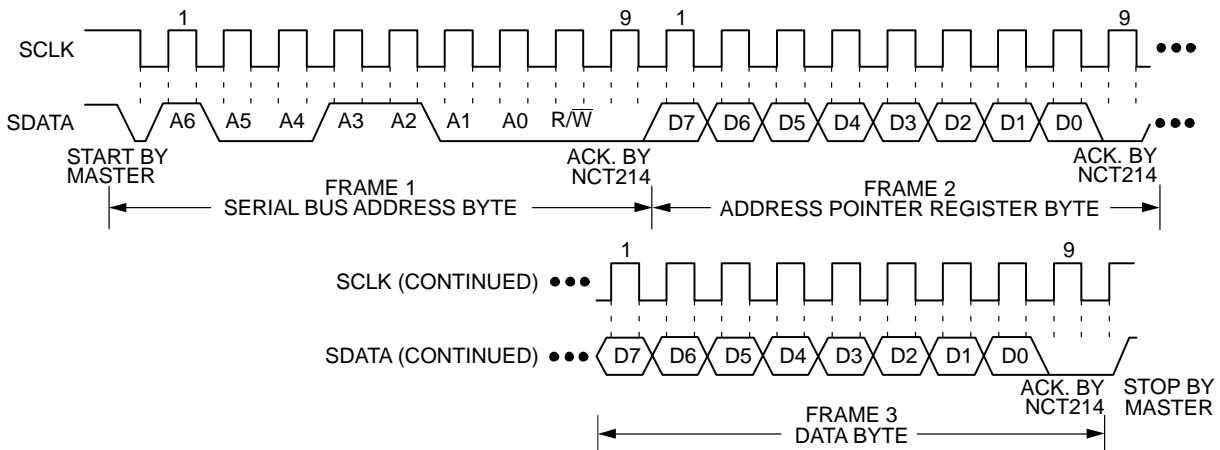 1 9 1 9
SCLK
SDATA A6 A5 A4 A3 A2 A1 A0 R/W̅ D7 D6 D5 D4 D3 D2 D1 D0
START BY
MASTER
ACK. BY
NCT214
ACK. BY
NCT214
FRAME 1
SERIAL BUS ADDRESS BYTE
FRAME 2
ADDRESS POINTER REGISTER BYTE
1 9
SCLK (CONTINUED)
SDATA (CONTINUED) D7 D6 D5 D4 D3 D2 D1 D0
ACK. BY
NCT214
STOP BY
MASTER
FRAME 3
DATA BYTE